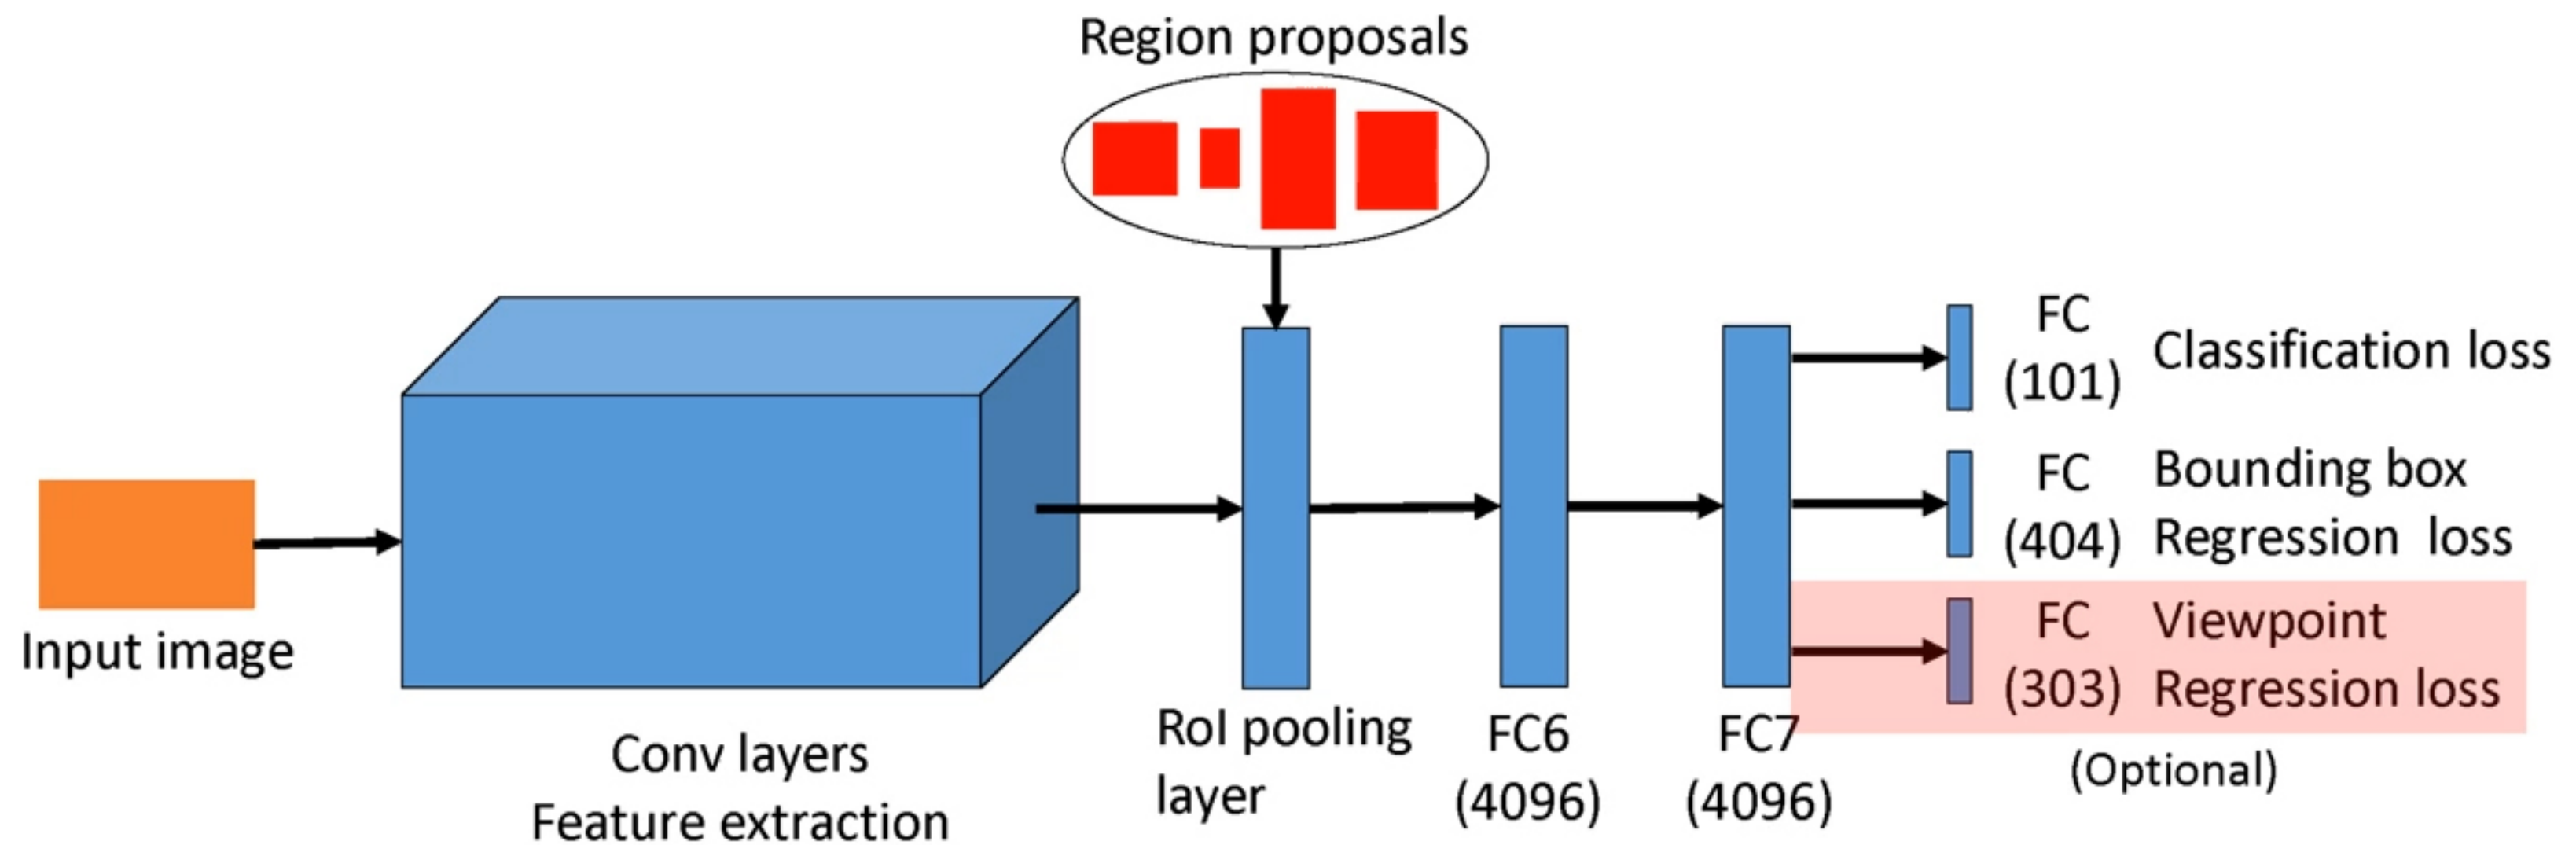 Region proposals
Input image
Conv layers
Feature extraction
RoI pooling
layer
FC6
(4096)
FC7
(4096)
FC
(101)
Classification loss
FC
(404)
Bounding box
Regression loss
FC
(303)
Viewpoint
Regression loss
(Optional)